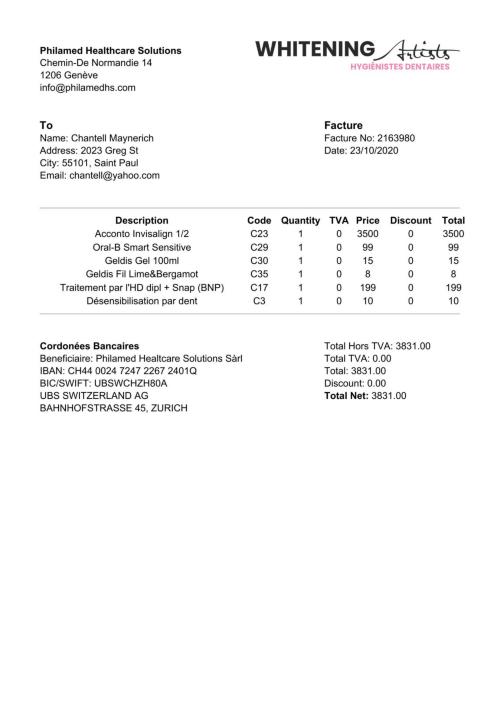 Philamed Healthcare Solutions
Chemin-De Normandie 14
1206 Genève
info@philamedhs.com
WHITENING Artists
HYGIÉNISTES DENTAIRES
To
Name: Chantell Maynerich
Address: 2023 Greg St
City: 55101, Saint Paul
Email: chantell@yahoo.com
Facture
Facture No: 2163980
Date: 23/10/2020
Description Code Quantity TVA Price Discount Total
Acconto Invisalign 1/2 C23 1 0 3500 0 3500
Oral-B Smart Sensitive C29 1 0 99 0 99
Geldis Gel 100ml C30 1 0 15 0 15
Geldis Fil Lime&Bergamot C35 1 0 8 0 8
Traitement par l'HD dipl + Snap (BNP) C17 1 0 199 0 199
Désensibilisation par dent C3 1 0 10 0 10
Cordonées Bancaires
Beneficiaire: Philamed Healtcare Solutions Sàrl
IBAN: CH44 0024 7247 2267 2401Q
BIC/SWIFT: UBSWCHZH80A
UBS SWITZERLAND AG
BAHNHOFSTRASSE 45, ZURICH
Total Hors TVA: 3831.00
Total TVA: 0.00
Total: 3831.00
Discount: 0.00
Total Net: 3831.00